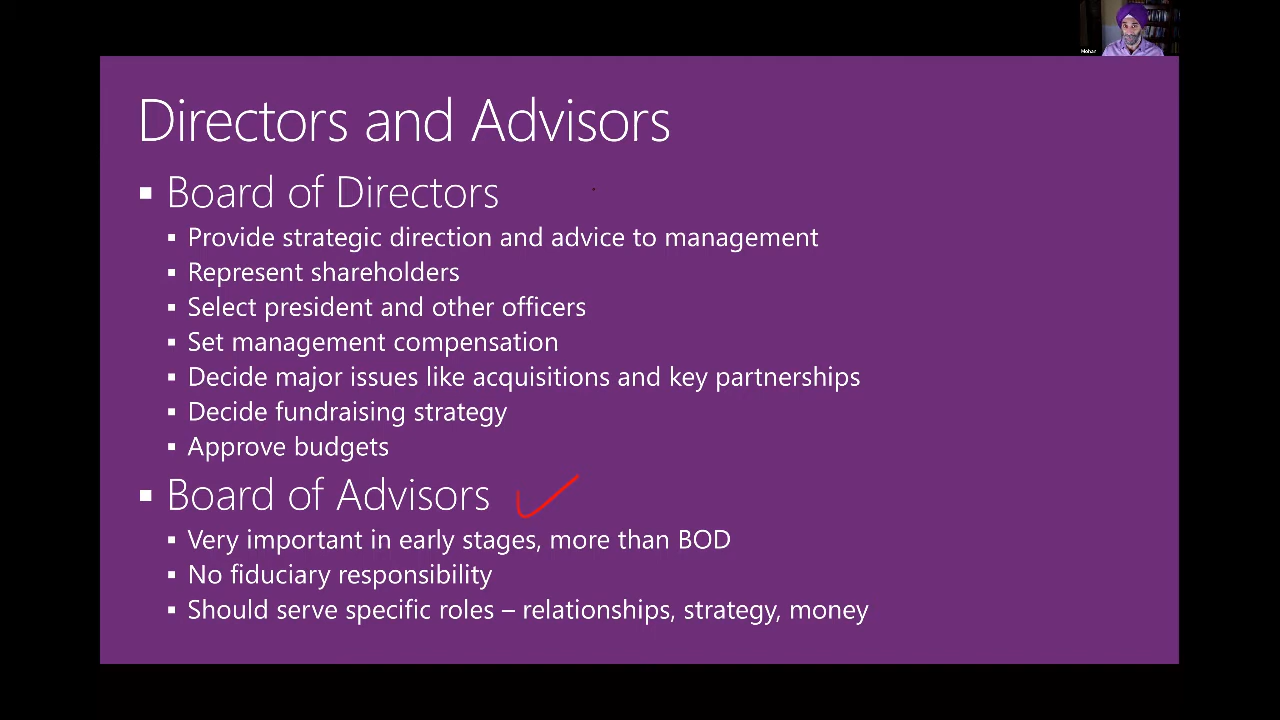 Mohan
Directors and Advisors
▪ Board of Directors
▪ Provide strategic direction and advice to management
▪ Represent shareholders
▪ Select president and other officers
▪ Set management compensation
▪ Decide major issues like acquisitions and key partnerships
▪ Decide fundraising strategy
▪ Approve budgets
▪ Board of Advisors
▪ Very important in early stages, more than BOD
▪ No fiduciary responsibility
▪ Should serve specific roles – relationships, strategy, money